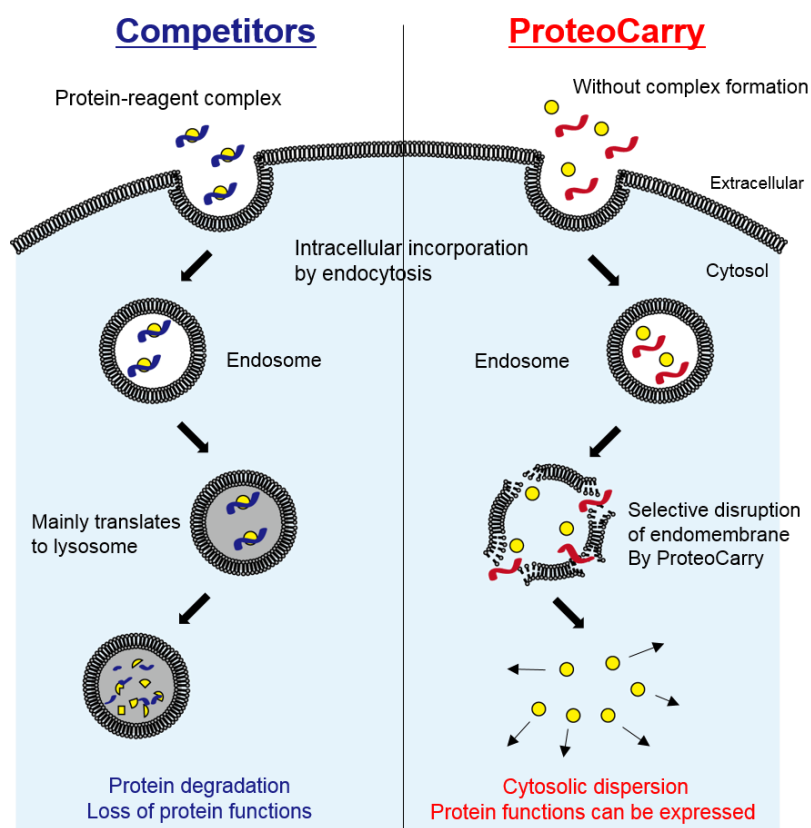 Competitors
ProteoCarry
Protein-reagent complex
Without complex formation
Extracellular
Intracellular incorporation
by endocytosis
Cytosol
Endosome
Endosome
Mainly translates
to lysosome
Selective disruption
of endomembrane
By ProteoCarry
Protein degradation
Loss of protein functions
Cytosolic dispersion
Protein functions can be expressed